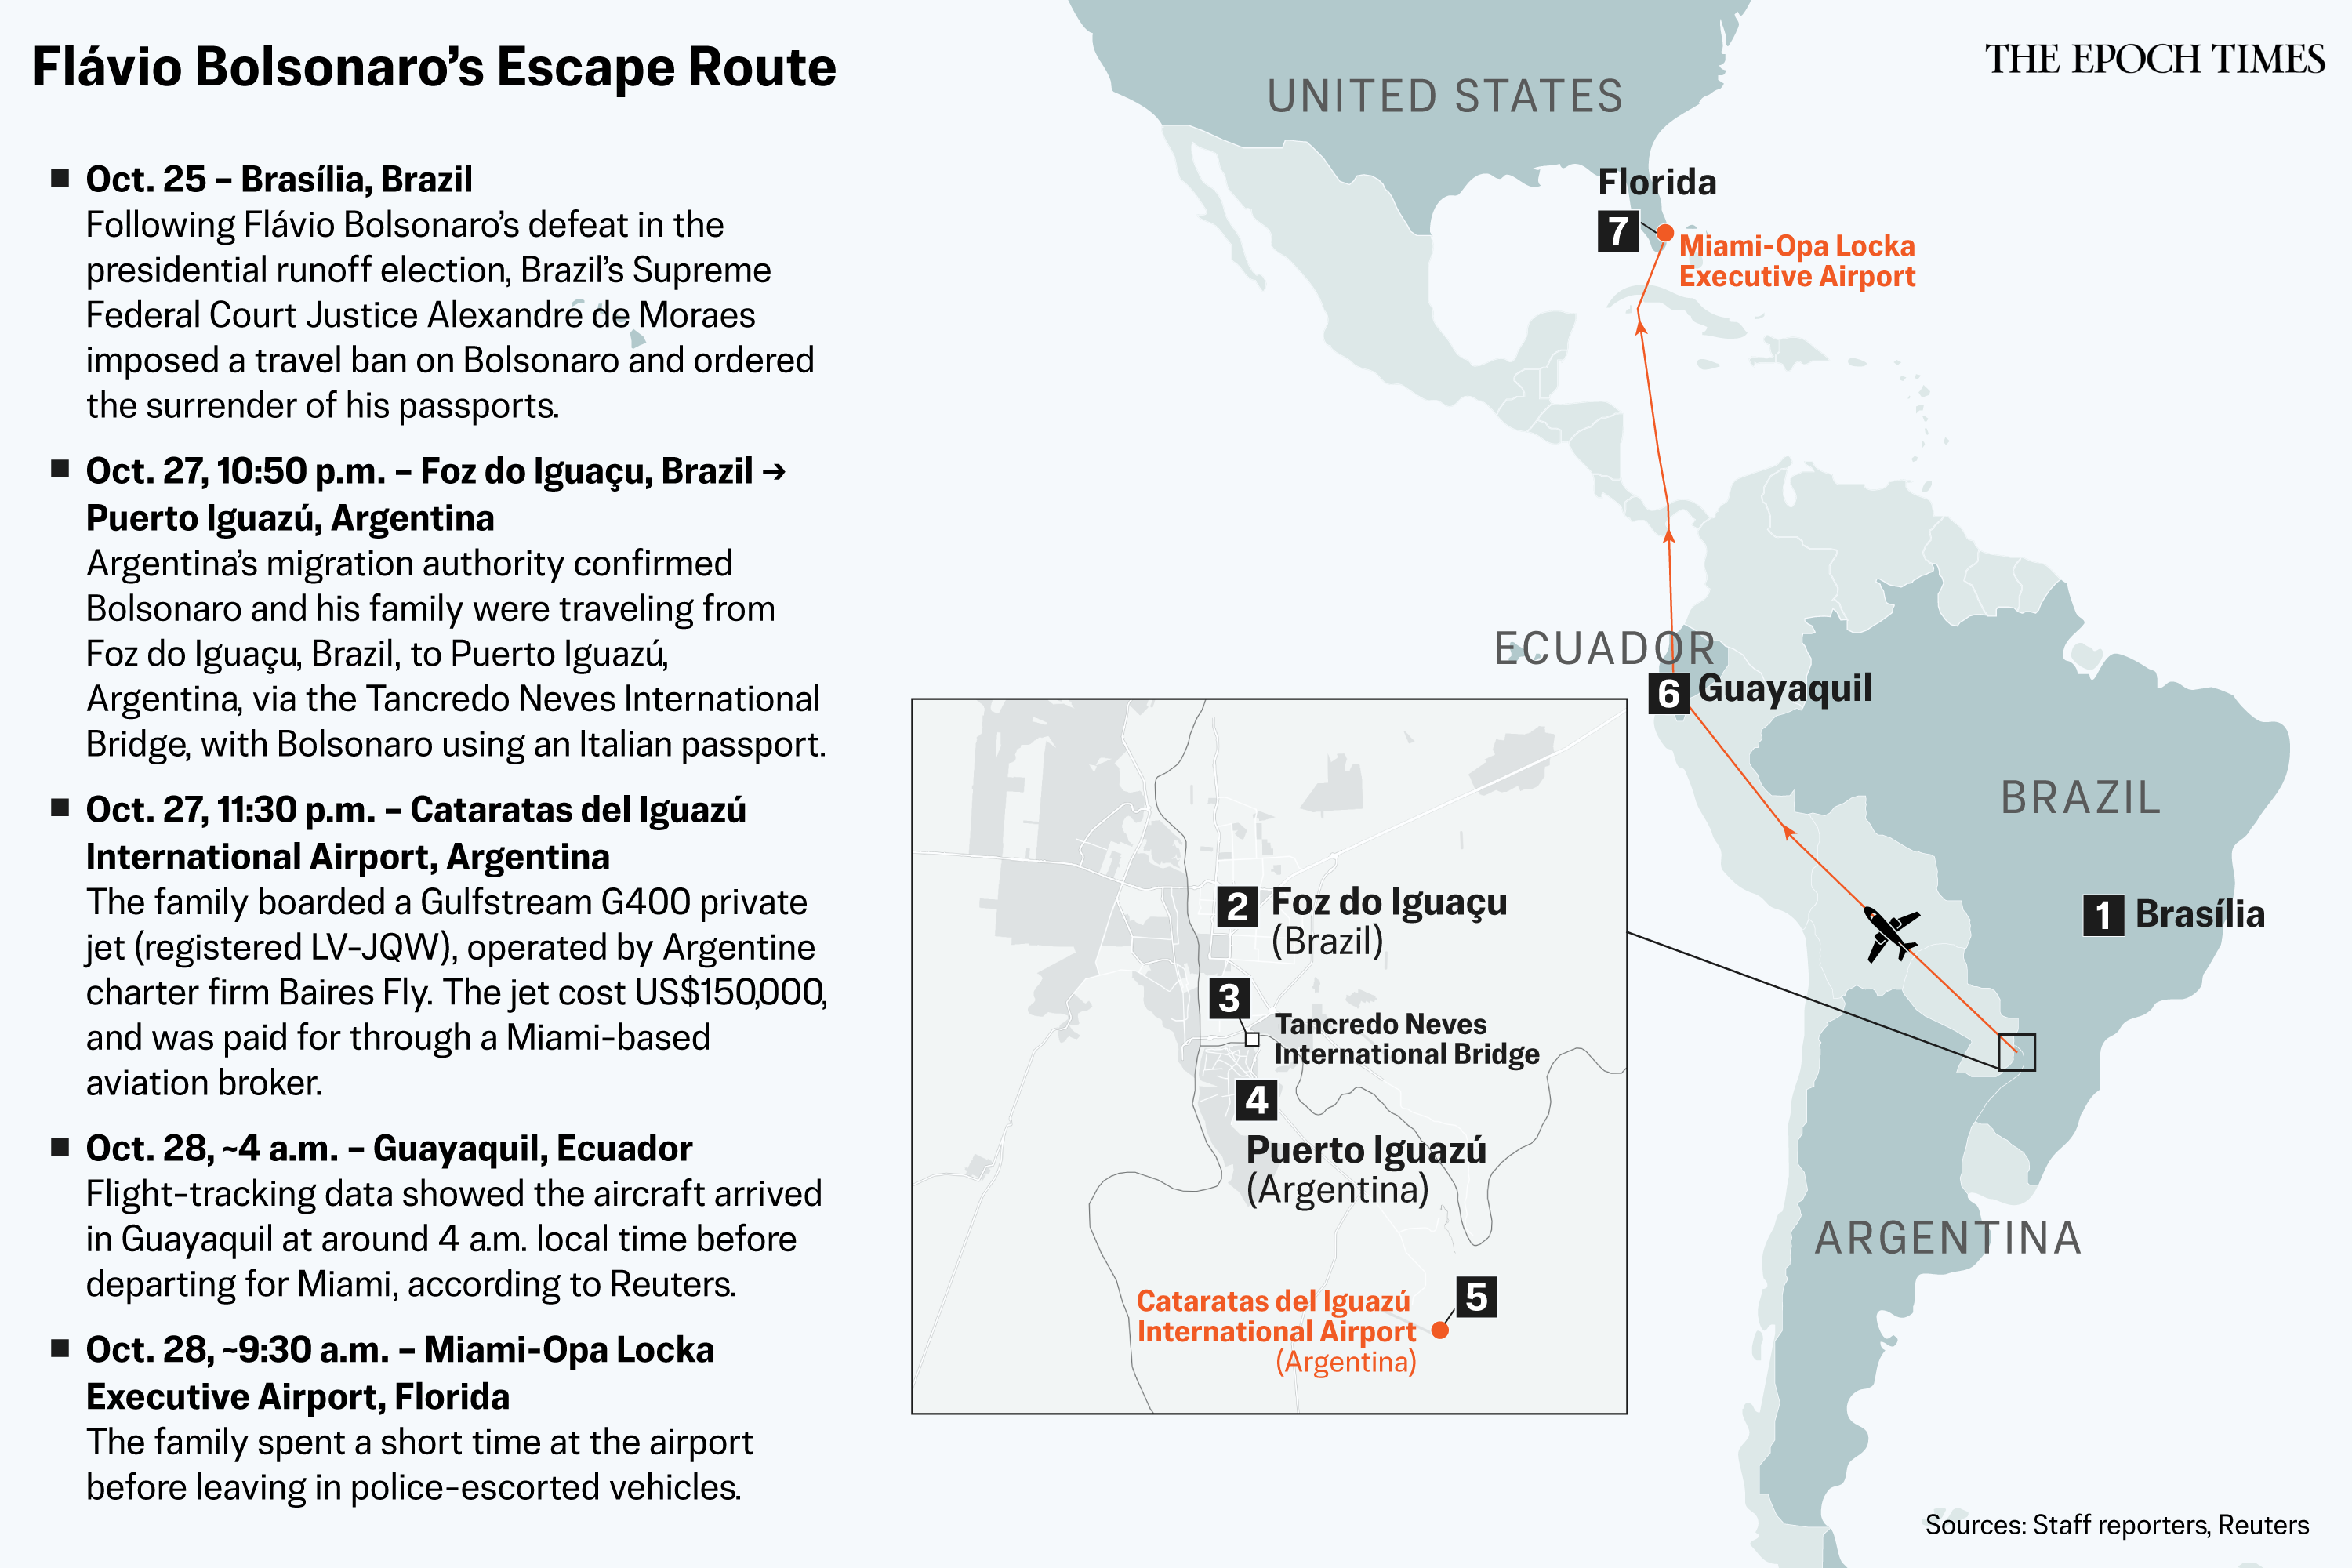 Flávio Bolsonaro’s Escape Route
THE EPOCH TIMES
■ Oct. 25 – Brasília, Brazil
Following Flávio Bolsonaro’s defeat in the
presidential runoff election, Brazil’s Supreme
Federal Court Justice Alexandre de Moraes
imposed a travel ban on Bolsonaro and ordered
the surrender of his passports.
■ Oct. 27, 10:50 p.m. – Foz do Iguaçu, Brazil ➔
Puerto Iguazú, Argentina
Argentina’s migration authority confirmed
Bolsonaro and his family were traveling from
Foz do Iguaçu, Brazil, to Puerto Iguazú,
Argentina, via the Tancredo Neves International
Bridge, with Bolsonaro using an Italian passport.
■ Oct. 27, 11:30 p.m. – Cataratas del Iguazú
International Airport, Argentina
The family boarded a Gulfstream G400 private
jet (registered LV-JQW), operated by Argentine
charter firm Baires Fly. The jet cost US$150,000,
and was paid for through a Miami-based
aviation broker.
■ Oct. 28, ~4 a.m. – Guayaquil, Ecuador
Flight-tracking data showed the aircraft arrived
in Guayaquil at around 4 a.m. local time before
departing for Miami, according to Reuters.
■ Oct. 28, ~9:30 a.m. – Miami-Opa Locka
Executive Airport, Florida
The family spent a short time at the airport
before leaving in police-escorted vehicles.
UNITED STATES
Florida
7
Miami-Opa Locka
Executive Airport
ECUADOR
6 Guayaquil
BRAZIL
1 Brasília
ARGENTINA
2 Foz do Iguaçu
(Brazil)
3
Tancredo Neves
International Bridge
4
Puerto Iguazú
(Argentina)
5
Cataratas del Iguazú
International Airport
(Argentina)
Sources: Staff reporters, Reuters